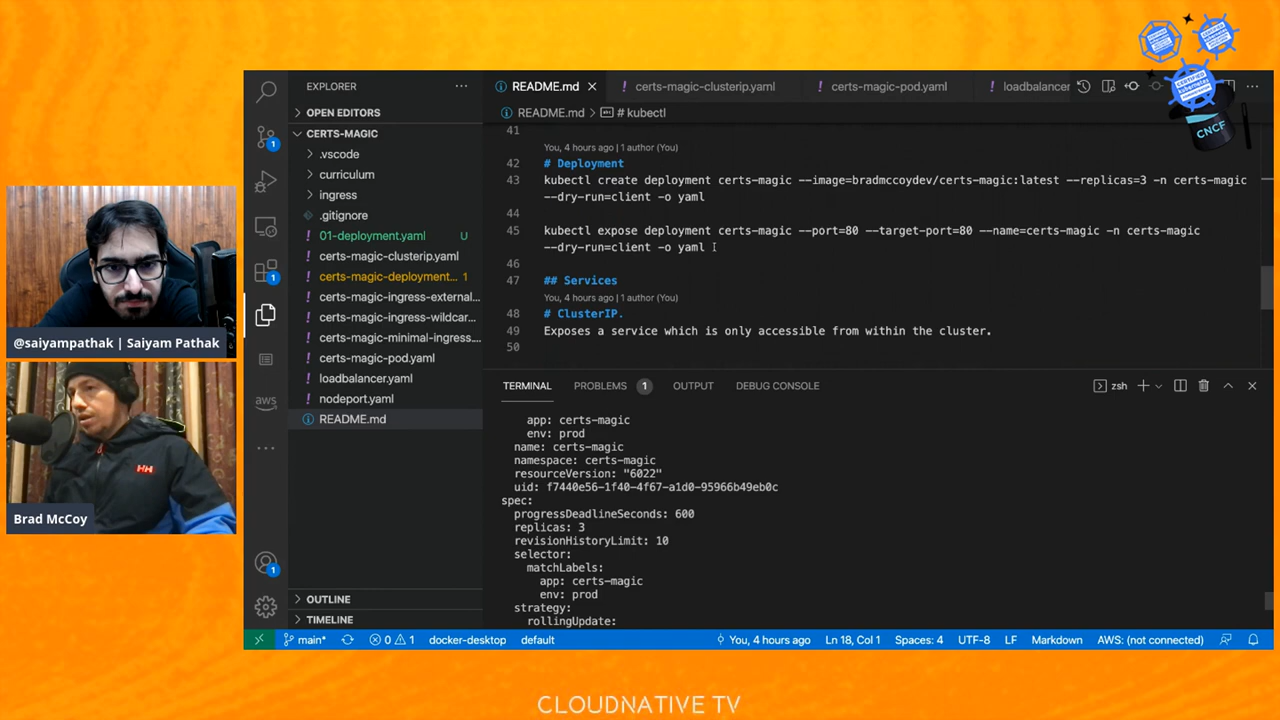 CNCF
EXPLORER
README.md
certs-magic-clusterip.yaml
certs-magic-pod.yaml
loadbalancer
OPEN EDITORS
README.md > # kubectl
CERTS-MAGIC
.vscode
curriculum
ingress
.gitignore
01-deployment.yaml U
certs-magic-clusterip.yaml
certs-magic-deployment... 1
certs-magic-ingress-external...
certs-magic-ingress-wildcar...
certs-magic-minimal-ingress....
certs-magic-pod.yaml
loadbalancer.yaml
nodeport.yaml
README.md
OUTLINE
TIMELINE
41
You, 4 hours ago | 1 author (You)
42 # Deployment
43 kubectl create deployment certs-magic --image=bradmccoydev/certs-magic:latest --replicas=3 -n certs-magic
--dry-run=client -o yaml
44
45 kubectl expose deployment certs-magic --port=80 --target-port=80 --name=certs-magic -n certs-magic
--dry-run=client -o yaml
46
47 ## Services
You, 4 hours ago | 1 author (You)
48 # ClusterIP.
49 Exposes a service which is only accessible from within the cluster.
50
TERMINAL PROBLEMS 1 OUTPUT DEBUG CONSOLE zsh
app: certs-magic
env: prod
name: certs-magic
namespace: certs-magic
resourceVersion: "6022"
uid: f7440e56-1f40-4f67-a1d0-95966b49eb0c
spec:
progressDeadlineSeconds: 600
replicas: 3
revisionHistoryLimit: 10
selector:
matchLabels:
app: certs-magic
env: prod
strategy:
rollingUpdate:
1
1
aws
1
main* 0 1 docker-desktop default You, 4 hours ago Ln 18, Col 1 Spaces: 4 UTF-8 LF Markdown AWS: (not connected)
@saiyampathak | Saiyam Pathak
HH
Brad McCoy
CLOUDNATIVE TV